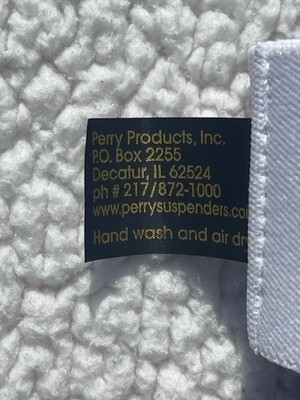 Perry Products, Inc.
P.O. Box 2255
Decatur, IL 62524
ph # 217/872-1000
www.perrysuspenders.co
Hand wash and air dr